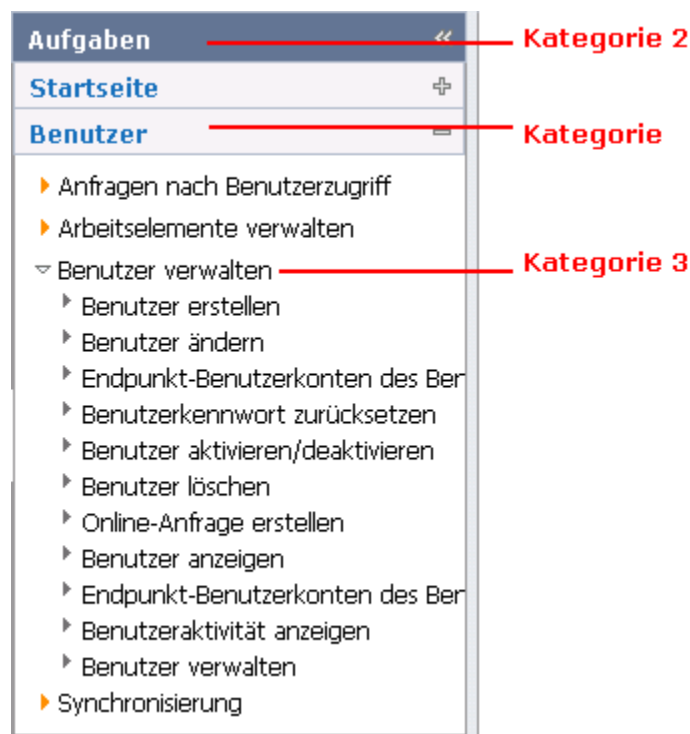 Aufgaben « Kategorie 2
Startseite
Benutzer Kategorie
Anfragen nach Benutzerzugriff
Arbeitselemente verwalten
Benutzer verwalten Kategorie 3
Benutzer erstellen
Benutzer ändern
Endpunkt-Benutzerkonten des Ber
Benutzerkennwort zurücksetzen
Benutzer aktivieren/deaktivieren
Benutzer löschen
Online-Anfrage erstellen
Benutzer anzeigen
Endpunkt-Benutzerkonten des Ber
Benutzeraktivität anzeigen
Benutzer verwalten
Synchronisierung